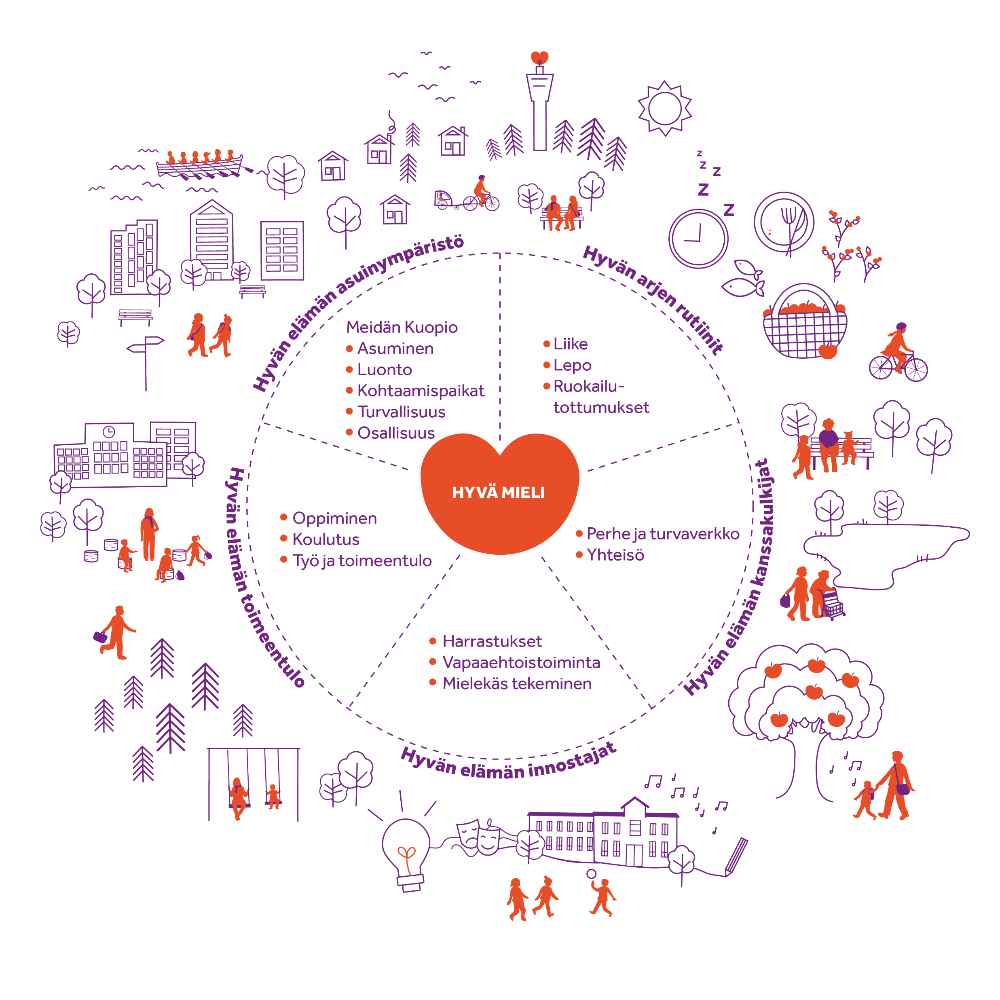 Hyvän elämän asuinympäristö
Meidän Kuopio
Asuminen
Luonto
Kohtaamispaikat
Turvallisuus
Osallisuus
Hyvän arjen rutiinit
Liike
Lepo
Ruokailu-
tottumukset
z
z
z
z
z
HYVÄ MIELI
Hyvän elämän kanssakulkijat
Perhe ja turvaverkko
Yhteisö
Hyvän elämän innostajat
Harrastukset
Vapaaehtoistoiminta
Mielekäs tekeminen
Hyvän elämän toimeentulo
Oppiminen
Koulutus
Työ ja toimeentulo